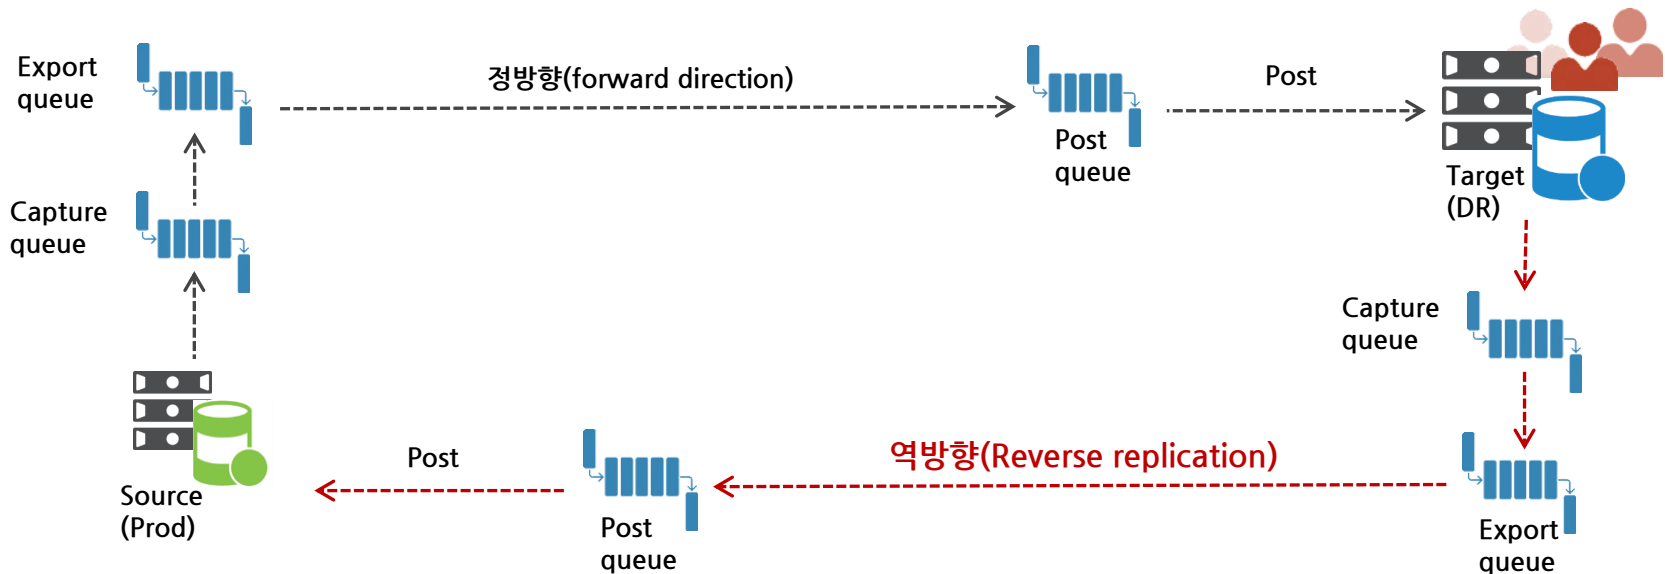 Export
queue
정방향(forward direction)
Post
queue
Post
Target
(DR)
Capture
queue
Capture
queue
Source
(Prod)
Post
Post
queue
역방향(Reverse replication)
Export
queue